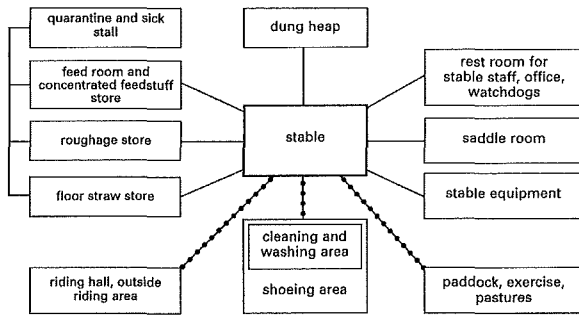 quarantine and sick
stall
dung heap
feed room and
concentrated feedstuff
store
rest room for
stable staff, office,
watchdogs
roughage store
stable
saddle room
floor straw store
stable equipment
cleaning and
washing area
riding hall, outside
riding area
shoeing area
paddock, exercise,
pastures